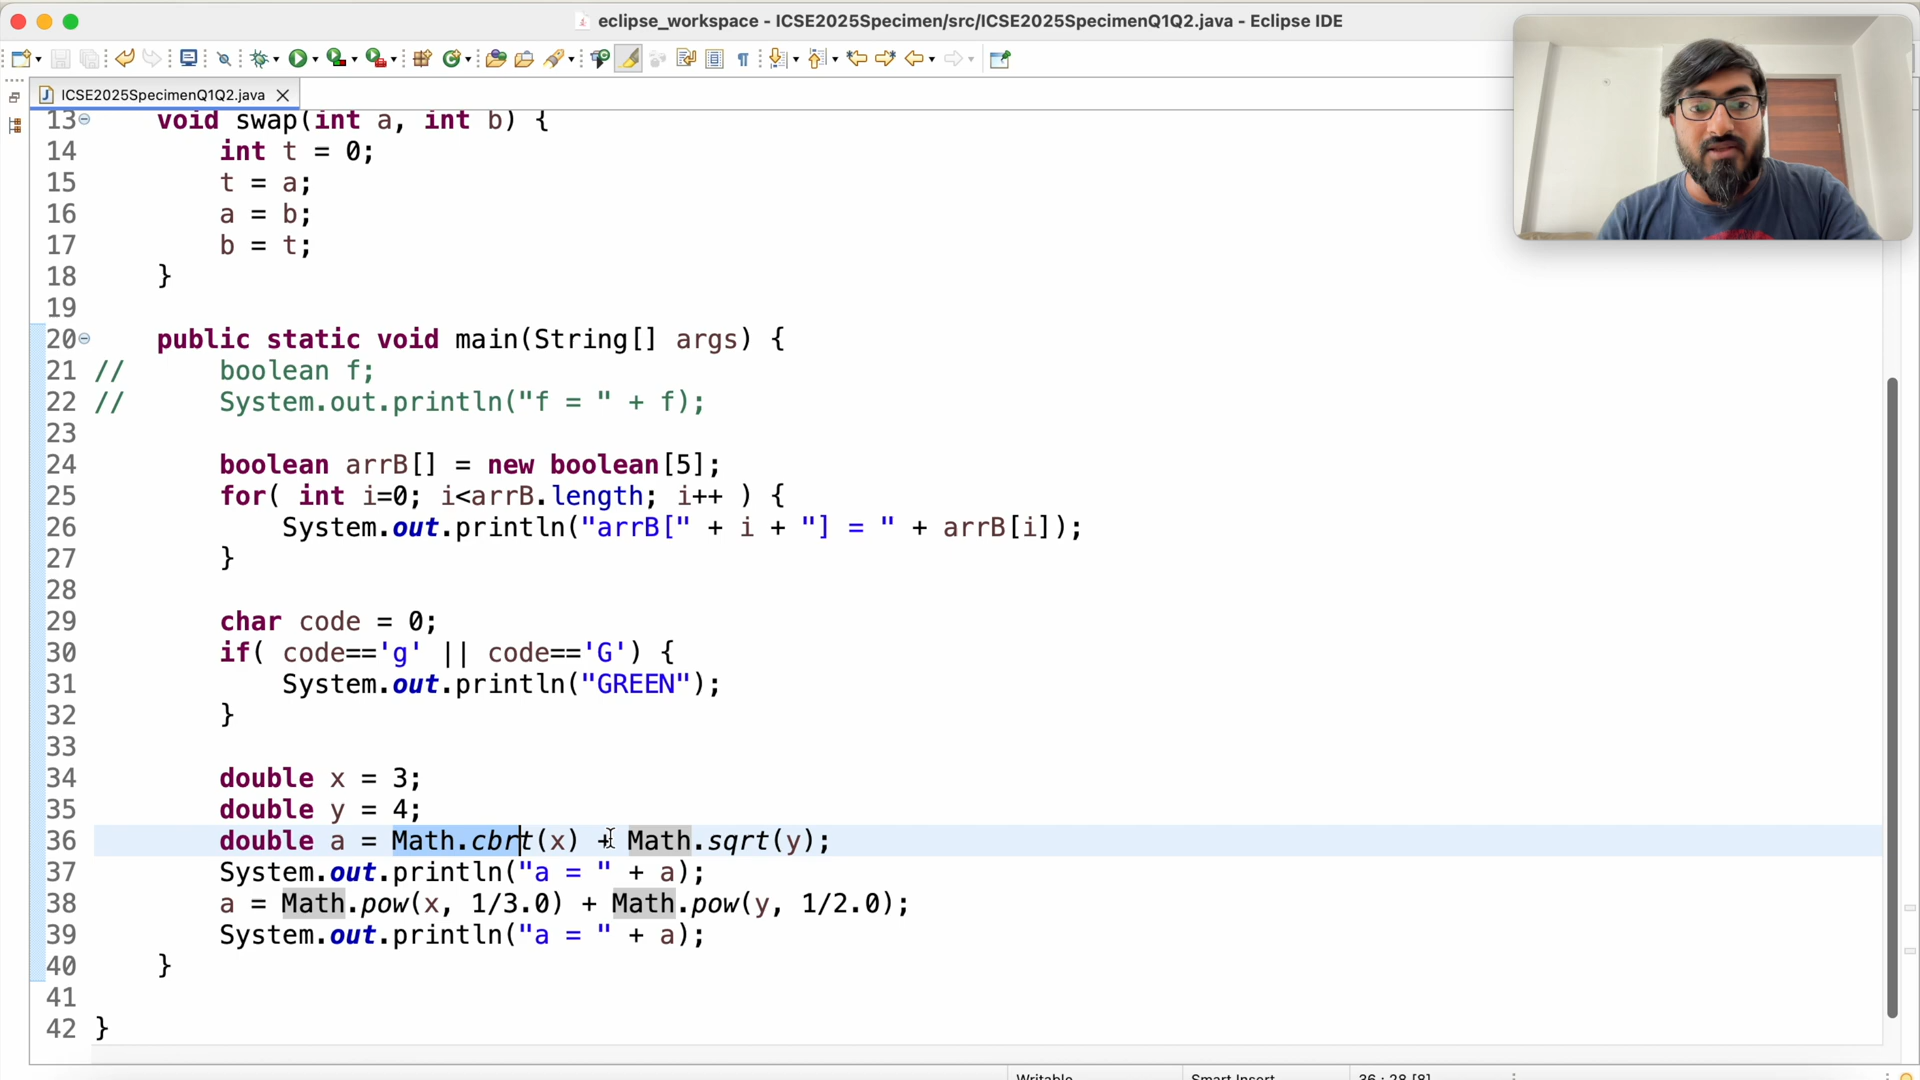 eclipse_workspace - ICSE2025Specimen/src/ICSE2025SpecimenQ1Q2.java - Eclipse IDE
ICSE2025SpecimenQ1Q2.java
13 void swap(int a, int b) {
14 int t = 0;
15 t = a;
16 a = b;
17 b = t;
18 }
19
20 public static void main(String[] args) {
21 // boolean f;
22 // System.out.println("f = " + f);
23
24 boolean arrB[] = new boolean[5];
25 for( int i=0; i<arrB.length; i++ ) {
26 System.out.println("arrB[" + i + "] = " + arrB[i]);
27 }
28
29 char code = 0;
30 if( code=='g' || code=='G') {
31 System.out.println("GREEN");
32 }
33
34 double x = 3;
35 double y = 4;
36 double a = Math.cbrt(x) + Math.sqrt(y);
37 System.out.println("a = " + a);
38 a = Math.pow(x, 1/3.0) + Math.pow(y, 1/2.0);
39 System.out.println("a = " + a);
40 }
41
42 }
Writable Smart Insert 36 : 28 [8]